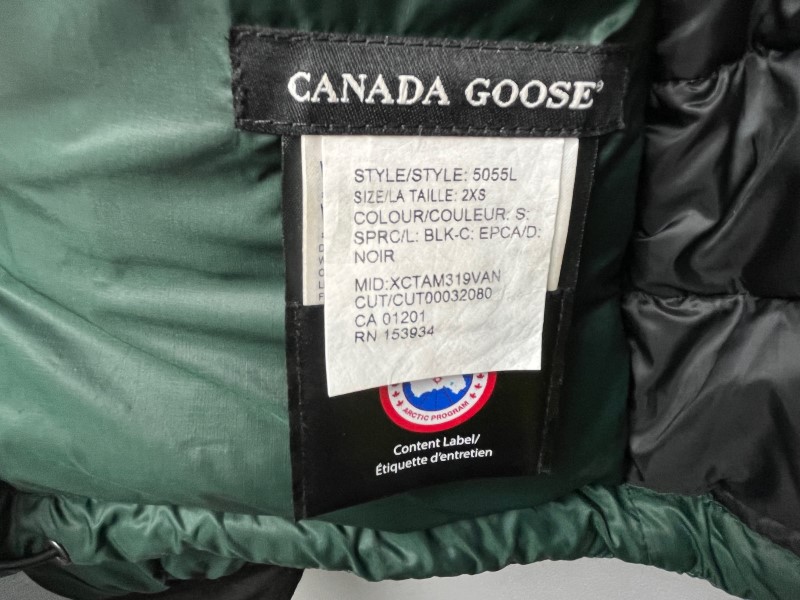 CANADA GOOSE®
STYLE/STYLE: 5055L
SIZE/LA TAILLE: 2XS
COLOUR/COULEUR: S:
SPRC/L: BLK-C: EPCA/D:
NOIR
MID:XCTAM319VAN
CUT/CUT00032080
CA 01201
RN 153934
ARCTIC PROGRAM
Content Label/
Étiquette d'entretien